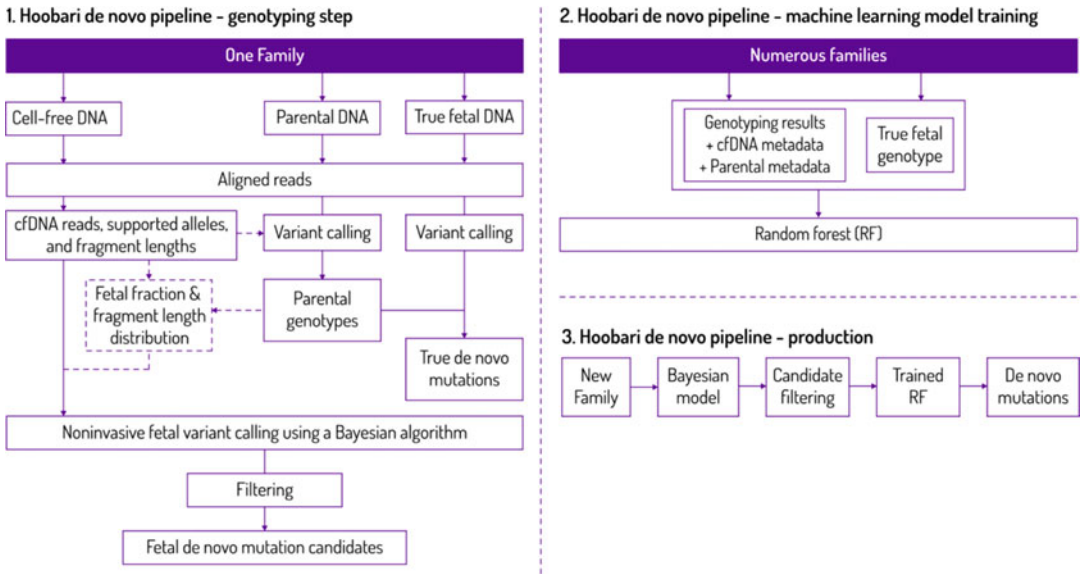 1. Hoobari de novo pipeline - genotyping step
One Family
Cell-free DNA
Parental DNA
True fetal DNA
Aligned reads
cfDNA reads, supported alleles,
and fragment lengths
Variant calling
Variant calling
Fetal fraction &
fragment length
distribution
Parental
genotypes
True de novo
mutations
Noninvasive fetal variant calling using a Bayesian algorithm
Filtering
Fetal de novo mutation candidates
2. Hoobari de novo pipeline - machine learning model training
Numerous families
Genotyping results
+ cfDNA metadata
+ Parental metadata
True fetal
genotype
Random forest (RF)
3. Hoobari de novo pipeline - production
New
Family
Bayesian
model
Candidate
filtering
Trained
RF
De novo
mutations